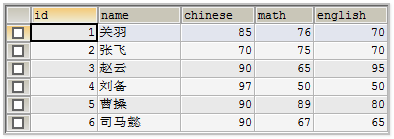 id name chinese math english
1 关羽 85 76 70
2 张飞 70 75 70
3 赵云 90 65 95
4 刘备 97 50 50
5 曹操 90 89 80
6 司马懿 90 67 65